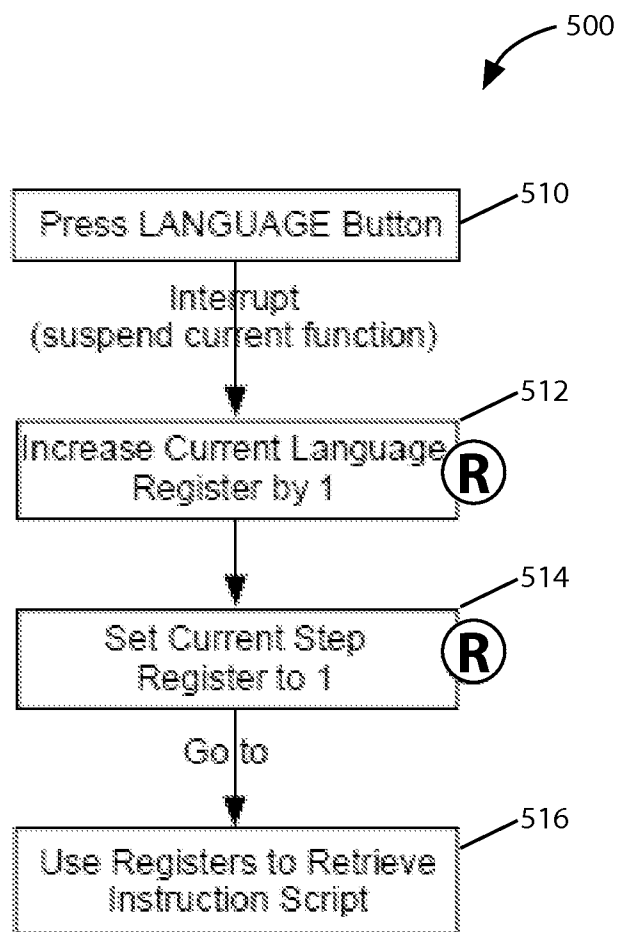 500
510
Press LANGUAGE Button
Interrupt
(suspend current function)
512
Increase Current Language
Register by 1
R
514
Set Current Step
Register to 1
R
Go to
516
Use Registers to Retrieve
Instruction Script